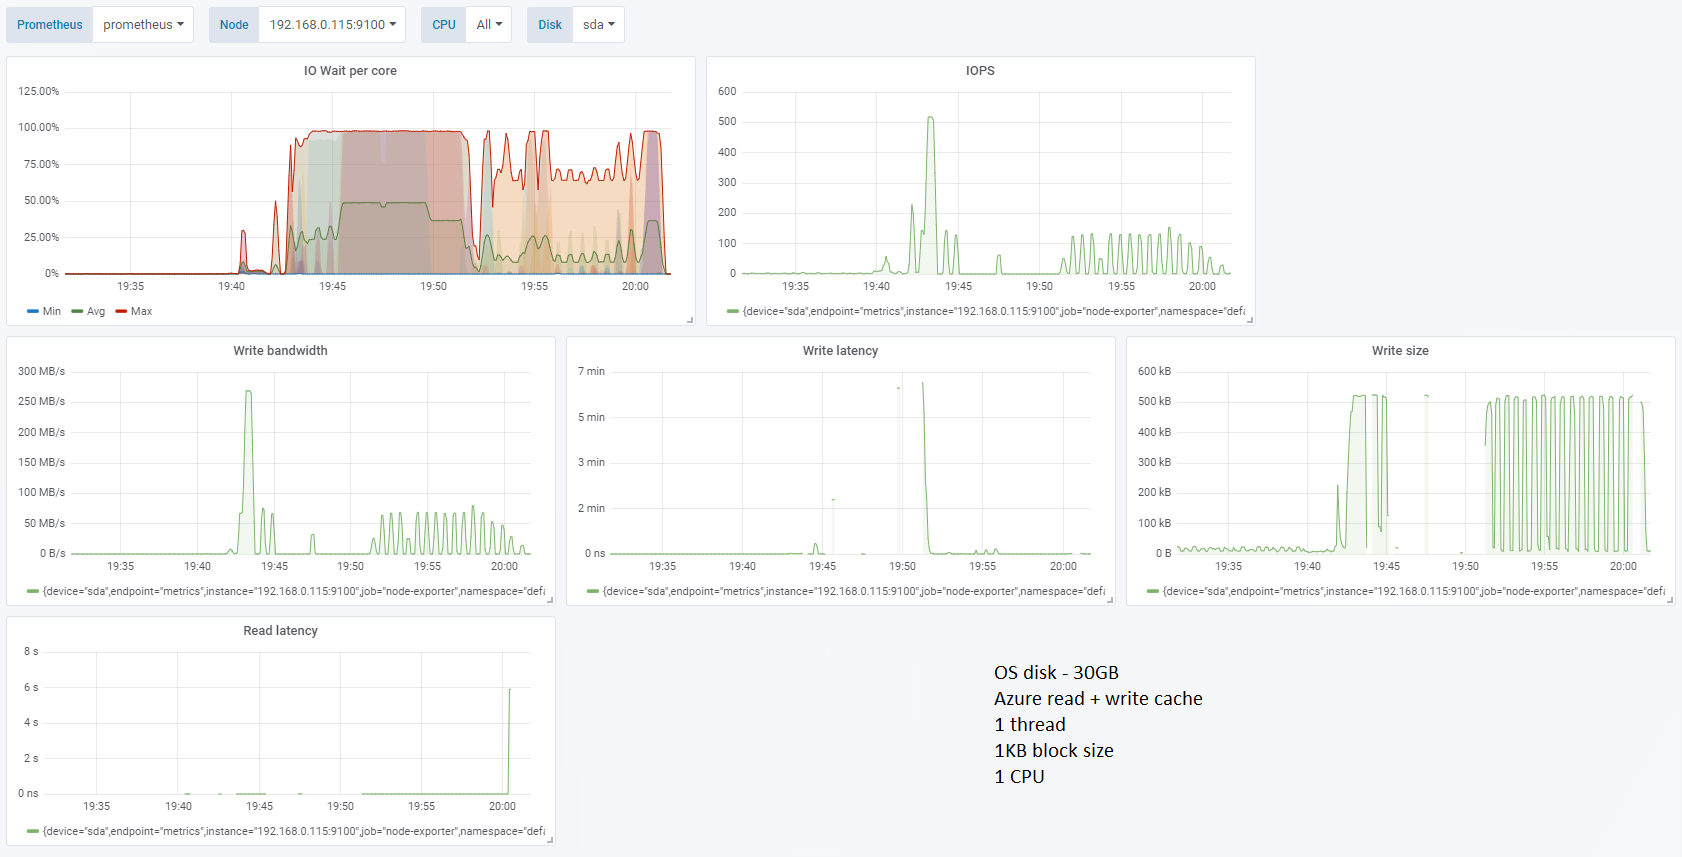 Prometheus prometheus Node 192.168.0.115:9100 CPU All Disk sda
IO Wait per core
125.00%
100.00%
75.00%
50.00%
25.00%
0%
19:35 19:40 19:45 19:50 19:55 20:00
Min Avg Max
IOPS
600
500
400
300
200
100
0
19:35 19:40 19:45 19:50 19:55 20:00
{device="sda",endpoint="metrics",instance="192.168.0.115:9100",job="node-exporter",namespace="defa
Write bandwidth
300 MB/s
250 MB/s
200 MB/s
150 MB/s
100 MB/s
50 MB/s
0 B/s
19:35 19:40 19:45 19:50 19:55 20:00
{device="sda",endpoint="metrics",instance="192.168.0.115:9100",job="node-exporter",namespace="defa
Write latency
7 min
5 min
3 min
2 min
0 ns
19:35 19:40 19:45 19:50 19:55 20:00
{device="sda",endpoint="metrics",instance="192.168.0.115:9100",job="node-exporter",namespace="defa
Write size
600 kB
500 kB
400 kB
300 kB
200 kB
100 kB
0 B
19:35 19:40 19:45 19:50 19:55 20:00
{device="sda",endpoint="metrics",instance="192.168.0.115:9100",job="node-exporter",namespace="defa
Read latency
8 s
6 s
4 s
2 s
0 ns
19:35 19:40 19:45 19:50 19:55 20:00
{device="sda",endpoint="metrics",instance="192.168.0.115:9100",job="node-exporter",namespace="defa
OS disk - 30GB
Azure read + write cache
1 thread
1KB block size
1 CPU